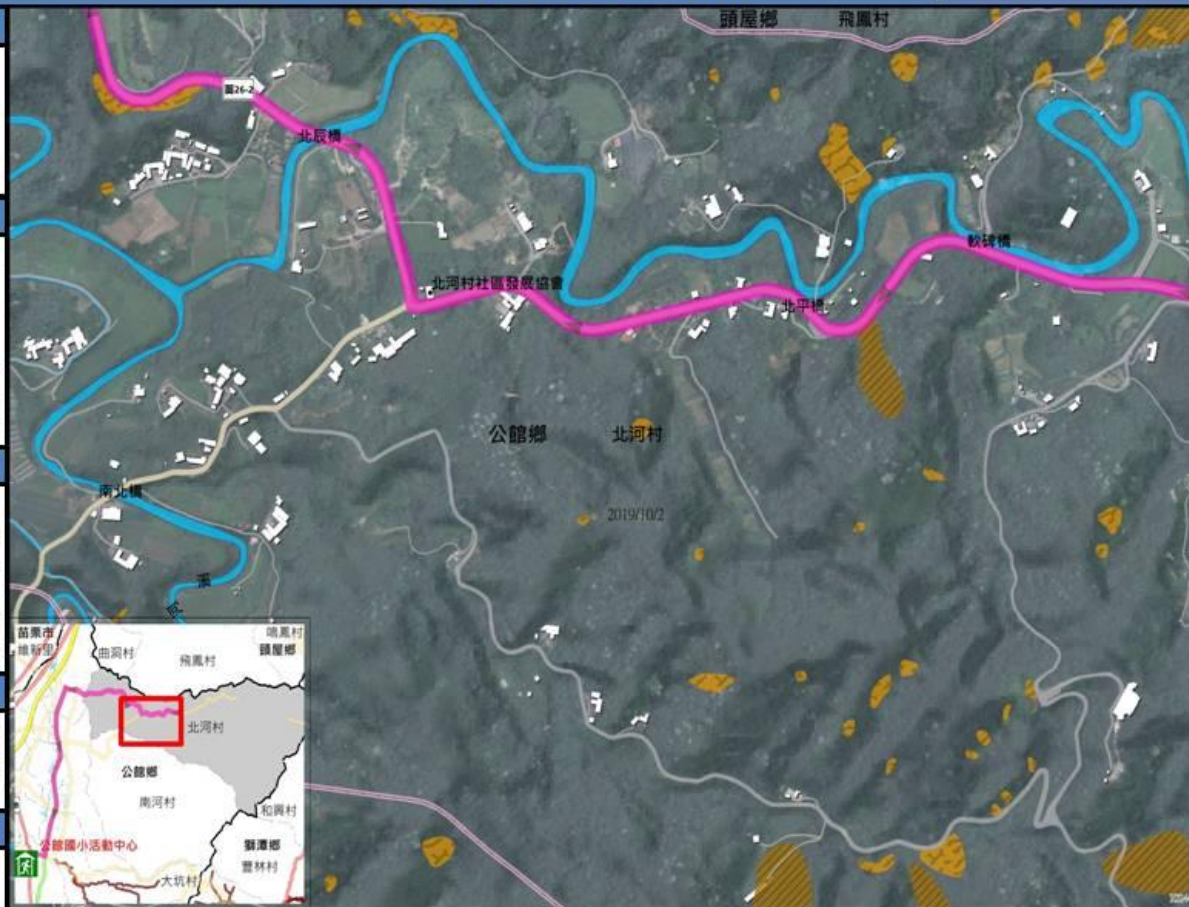 頭屋鄉 飛鳳村
苗26-2
北辰橋
軟碑橋
北河村社區發展協會
北平橋
公館鄉 北河村
南北橋
2019/10/2
河
溪
苗栗市
維新里
曲洞村
飛鳳村
鳴鳳村
頭屋鄉
北河村
公館鄉
南河村
和興村
公館國小活動中心
獅潭鄉
豐林村
大坑村